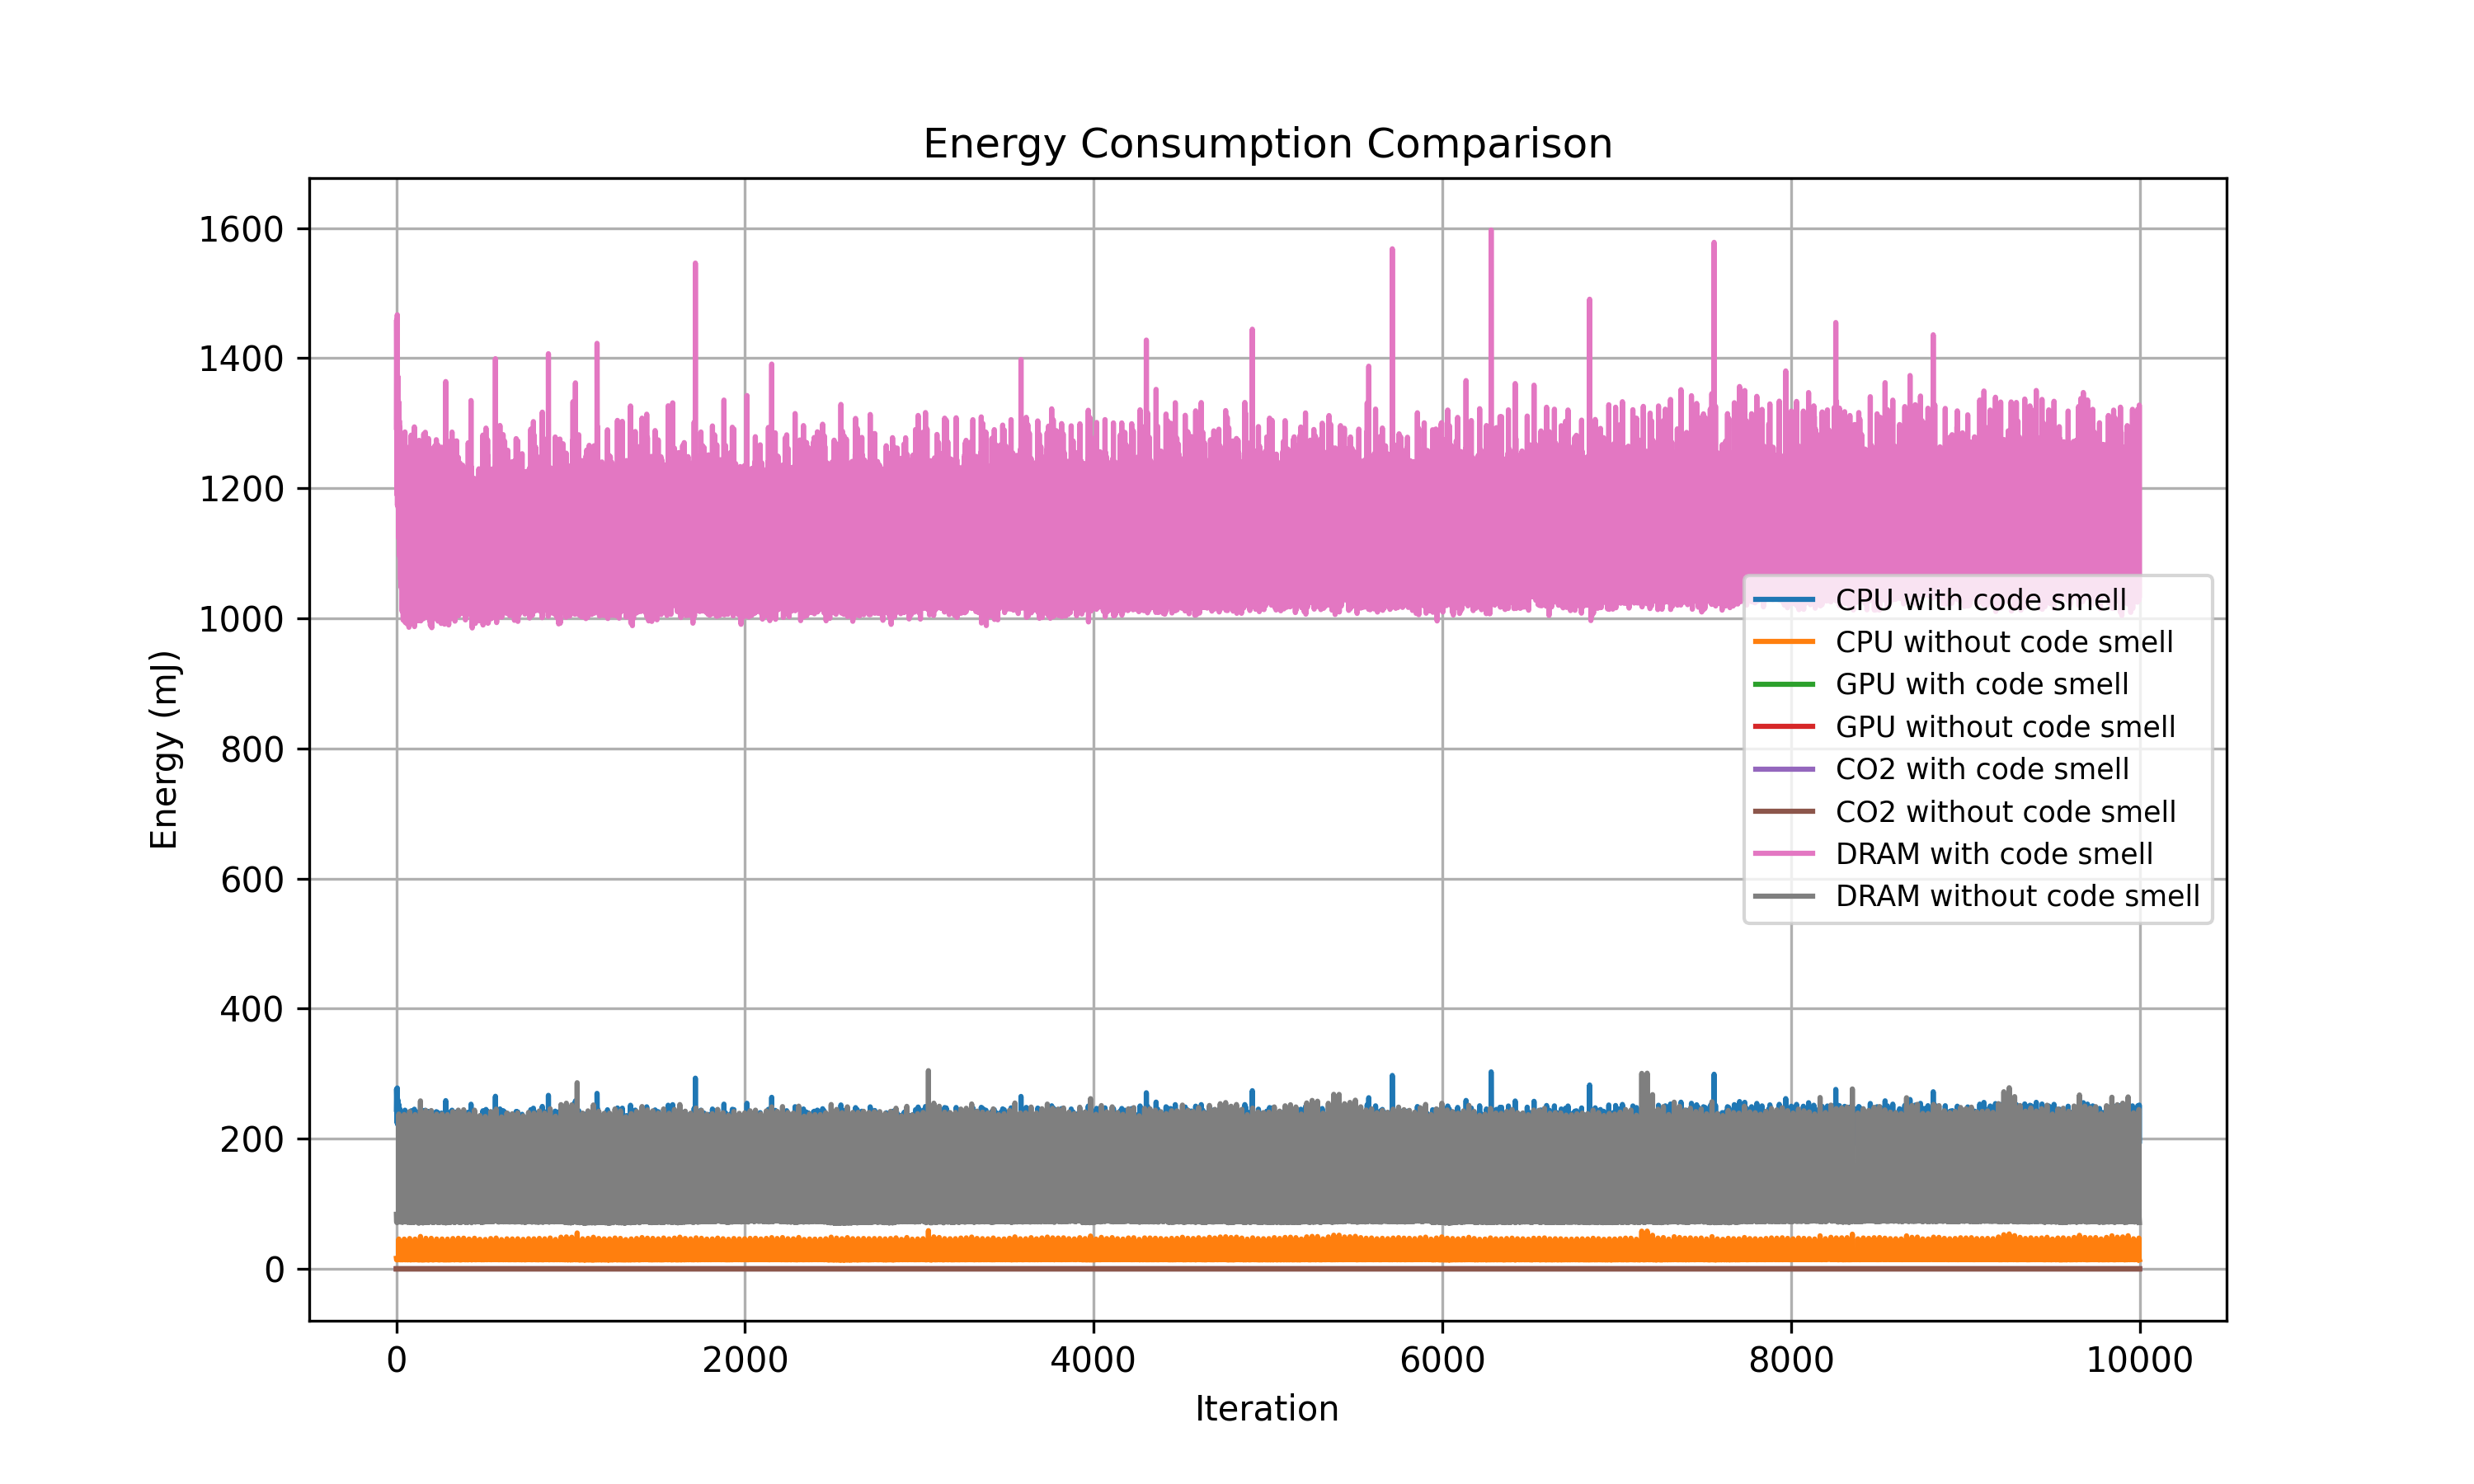 Energy Consumption Comparison
1600
1400
1200
1000
800
600
400
200
0
Energy (mJ)
CPU with code smell
CPU without code smell
GPU with code smell
GPU without code smell
CO2 with code smell
CO2 without code smell
DRAM with code smell
DRAM without code smell
0 2000 4000 6000 8000 10000
Iteration